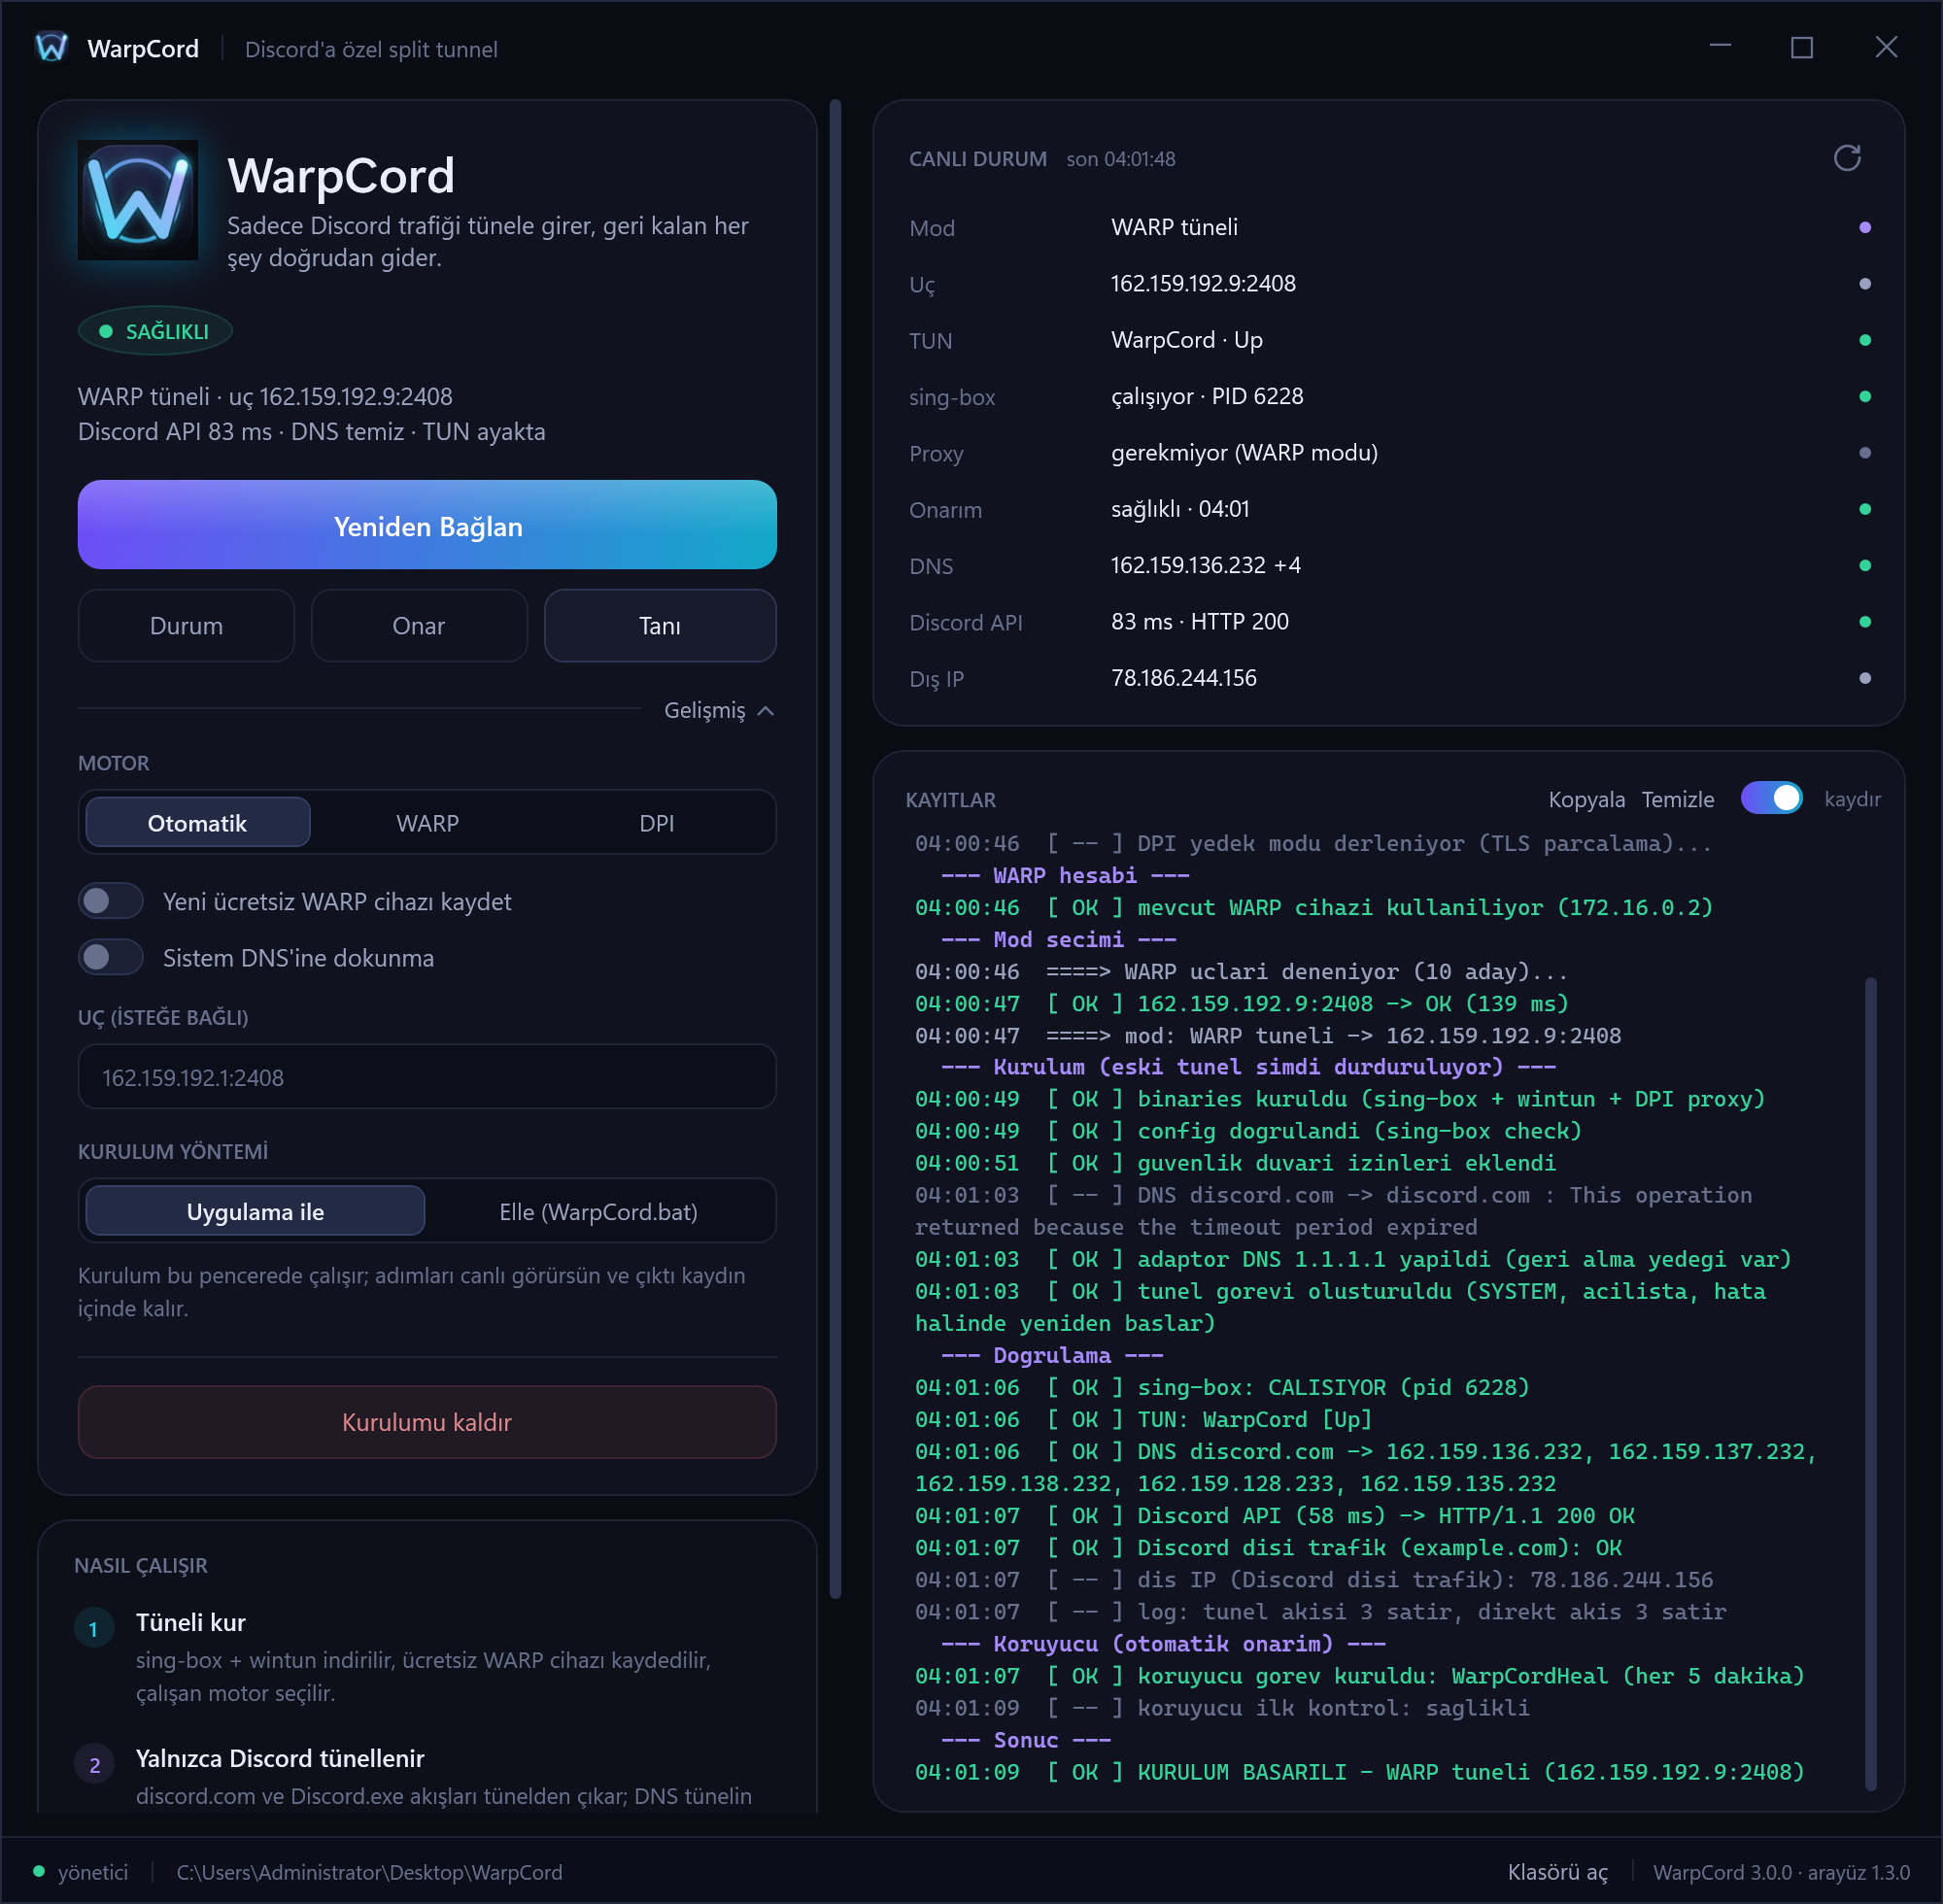 WarpCord
Discord'a özel split tunnel
WarpCord
Sadece Discord trafiği tünele girer, geri kalan her
şey doğrudan gider.
SAĞLIKLI
WARP tüneli · uç 162.159.192.9:2408
Discord API 83 ms · DNS temiz · TUN ayakta
Yeniden Bağlan
Durum
Onar
Tanı
Gelişmiş
MOTOR
Otomatik
WARP
DPI
Yeni ücretsiz WARP cihazı kaydet
Sistem DNS'ine dokunma
UÇ (İSTEĞE BAĞLI)
162.159.192.1:2408
KURULUM YÖNTEMİ
Uygulama ile
Elle (WarpCord.bat)
Kurulum bu pencerede çalışır; adımları canlı görürsün ve çıktı kaydın
içinde kalır.
Kurulumu kaldır
NASIL ÇALIŞIR
1
Tüneli kur
sing-box + wintun indirilir, ücretsiz WARP cihazı kaydedilir,
çalışan motor seçilir.
2
Yalnızca Discord tünellenir
discord.com ve Discord.exe akışları tünelden çıkar; DNS tünelin
CANLI DURUM son 04:01:48
Mod WARP tüneli
Uç 162.159.192.9:2408
TUN WarpCord · Up
sing-box çalışıyor · PID 6228
Proxy gerekmiyor (WARP modu)
Onarım sağlıklı · 04:01
DNS 162.159.136.232 +4
Discord API 83 ms · HTTP 200
Dış IP 78.186.244.156
KAYITLAR
Kopyala Temizle kaydır
04:00:46 [ -- ] DPI yedek modu derleniyor (TLS parcalama)...
--- WARP hesabi ---
04:00:46 [ OK ] mevcut WARP cihazi kullaniliyor (172.16.0.2)
--- Mod secimi ---
04:00:46 ====> WARP uclari deneniyor (10 aday)...
04:00:47 [ OK ] 162.159.192.9:2408 -> OK (139 ms)
04:00:47 ====> mod: WARP tuneli -> 162.159.192.9:2408
--- Kurulum (eski tunel simdi durduruluyor) ---
04:00:49 [ OK ] binaries kuruldu (sing-box + wintun + DPI proxy)
04:00:49 [ OK ] config dogrulandi (sing-box check)
04:00:51 [ OK ] guvenlik duvari izinleri eklendi
04:01:03 [ -- ] DNS discord.com -> discord.com : This operation
returned because the timeout period expired
04:01:03 [ OK ] adaptor DNS 1.1.1.1 yapildi (geri alma yedegi var)
04:01:03 [ OK ] tunel gorevi olusturuldu (SYSTEM, acilista, hata
halinde yeniden baslar)
--- Dogrulama ---
04:01:06 [ OK ] sing-box: CALISIYOR (pid 6228)
04:01:06 [ OK ] TUN: WarpCord [Up]
04:01:06 [ OK ] DNS discord.com -> 162.159.136.232, 162.159.137.232,
162.159.138.232, 162.159.128.233, 162.159.135.232
04:01:07 [ OK ] Discord API (58 ms) -> HTTP/1.1 200 OK
04:01:07 [ OK ] Discord disi trafik (example.com): OK
04:01:07 [ -- ] dis IP (Discord disi trafik): 78.186.244.156
04:01:07 [ -- ] log: tunel akisi 3 satir, direkt akis 3 satir
--- Koruyucu (otomatik onarim) ---
04:01:07 [ OK ] koruyucu gorev kuruldu: WarpCordHeal (her 5 dakika)
04:01:09 [ -- ] koruyucu ilk kontrol: saglikli
--- Sonuc ---
04:01:09 [ OK ] KURULUM BASARILI - WARP tuneli (162.159.192.9:2408)
yönetici
C:\Users\Administrator\Desktop\WarpCord
Klasörü aç
WarpCord 3.0.0 · arayüz 1.3.0